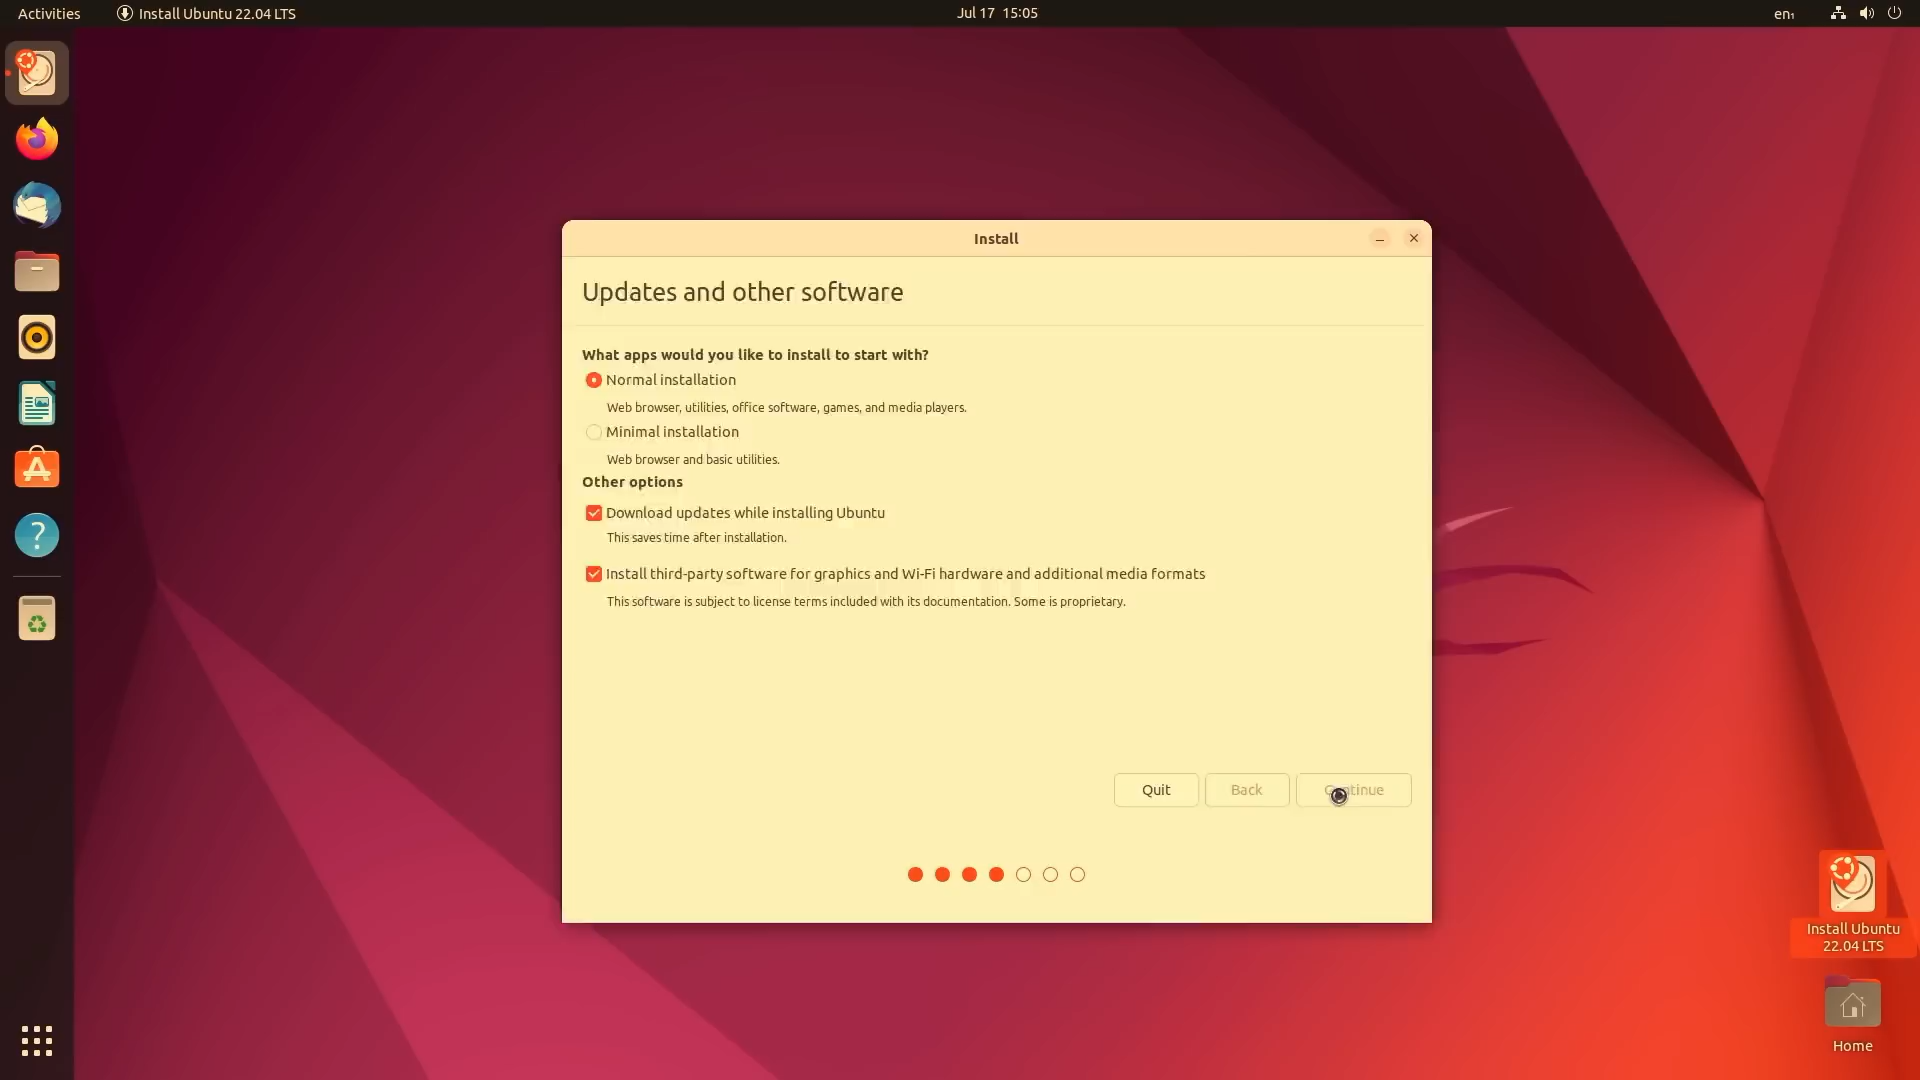 Activities
Install Ubuntu 22.04 LTS
Jul 17 15:05
en₁
Install
Updates and other software
What apps would you like to install to start with?
Normal installation
Web browser, utilities, office software, games, and media players.
Minimal installation
Web browser and basic utilities.
Other options
Download updates while installing Ubuntu
This saves time after installation.
Install third-party software for graphics and Wi-Fi hardware and additional media formats
This software is subject to license terms included with its documentation. Some is proprietary.
Quit
Back
Continue
Install Ubuntu
22.04 LTS
Home